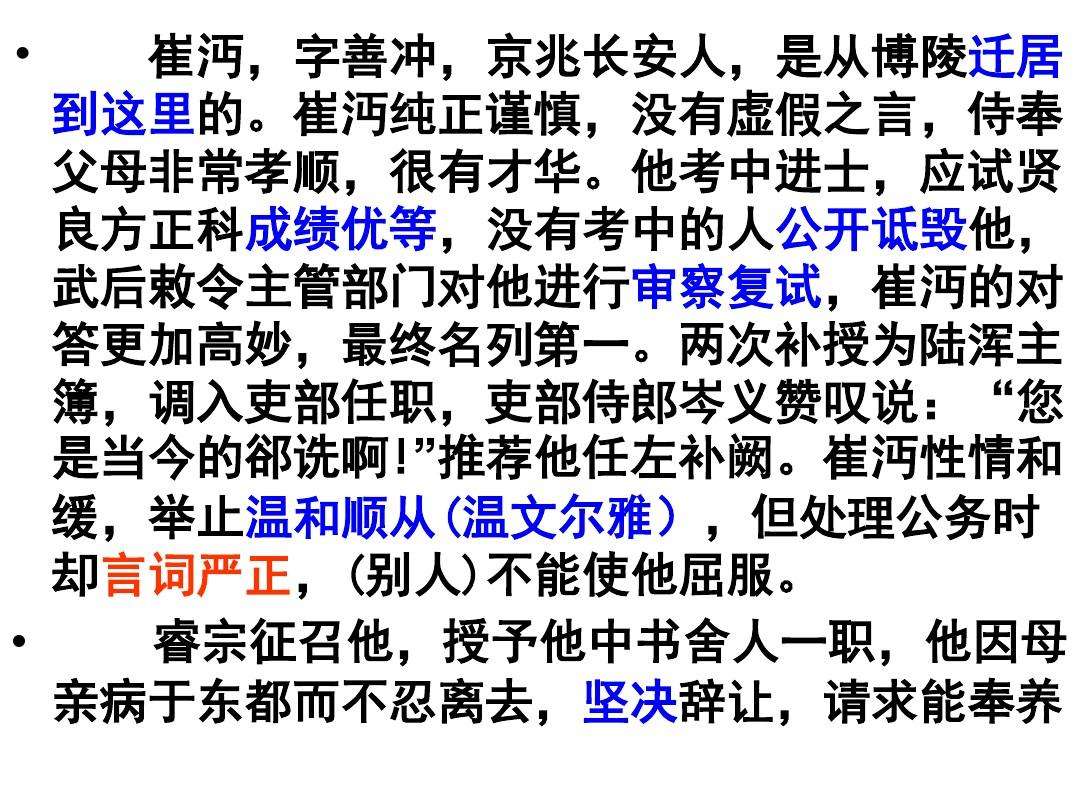 • 崔沔，字善冲，京兆长安人，是从博陵迁居
到这里的。崔沔纯正谨慎，没有虚假之言，侍奉
父母非常孝顺，很有才华。他考中进士，应试贤
良方正科成绩优等，没有考中的人公开诋毁他，
武后敕令主管部门对他进行审察复试，崔沔的对
答更加高妙，最终名列第一。两次补授为陆浑主
簿，调入吏部任职，吏部侍郎岑义赞叹说：“您
是当今的郤诜啊!”推荐他任左补阙。崔沔性情和
缓，举止温和顺从(温文尔雅），但处理公务时
却言词严正，(别人)不能使他屈服。
• 睿宗征召他，授予他中书舍人一职，他因母
亲病于东都而不忍离去，坚决辞让，请求能奉养